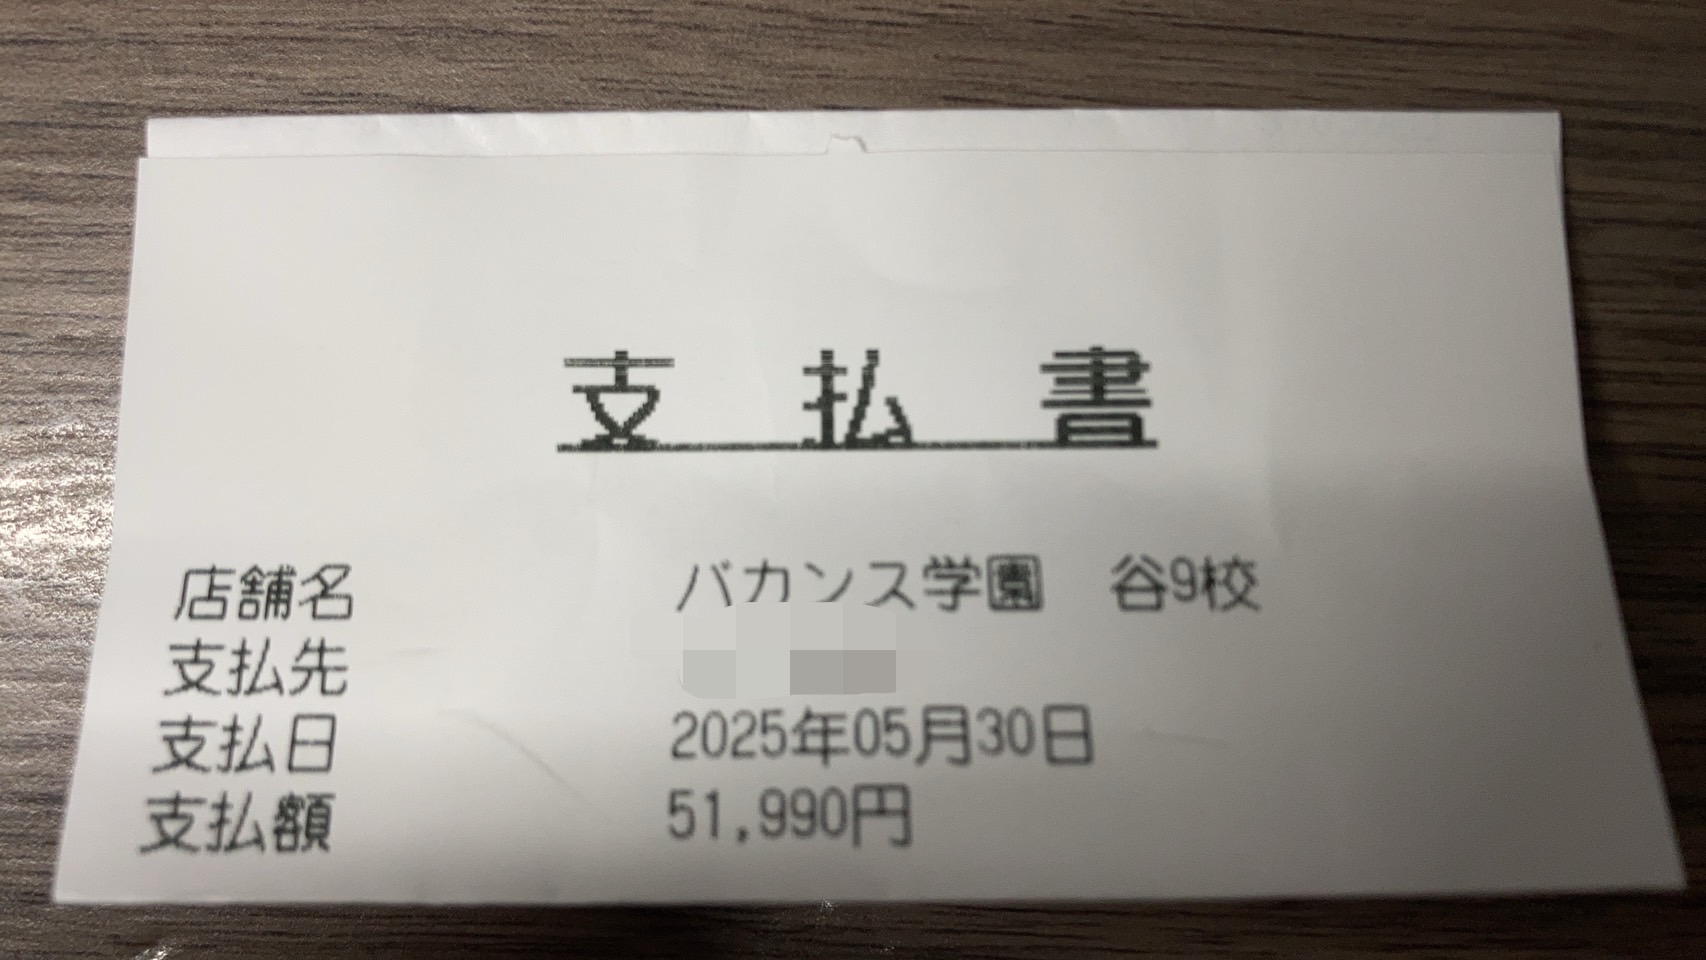 支払書
店舗名 バカンス学園 谷9校
支払先
支払日 2025年05月30日
支払額 51,990円